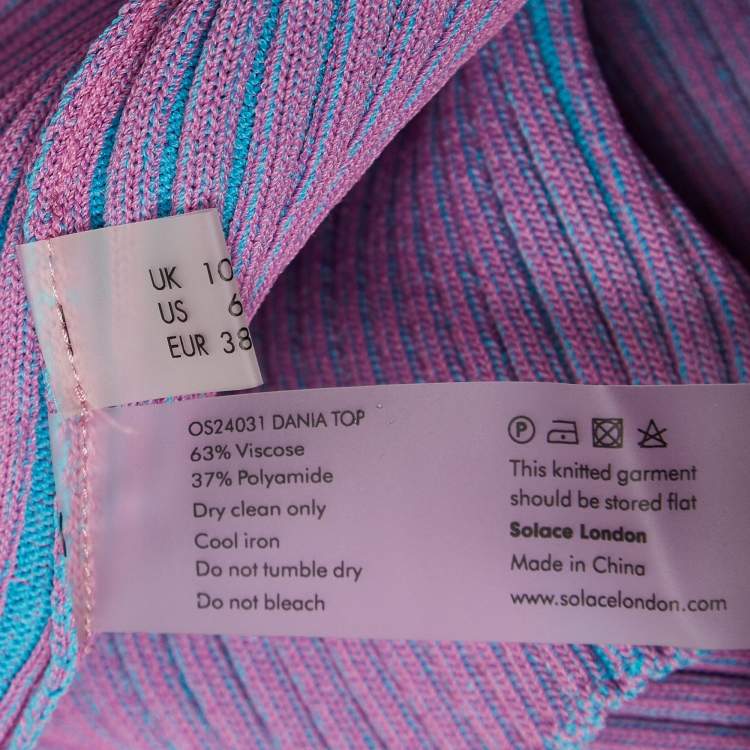 UK 10
US 6
EUR 38
OS24031 DANIA TOP
63% Viscose
37% Polyamide
Dry clean only
Cool iron
Do not tumble dry
Do not bleach
P
This knitted garment
should be stored flat
Solace London
Made in China
www.solacelondon.com